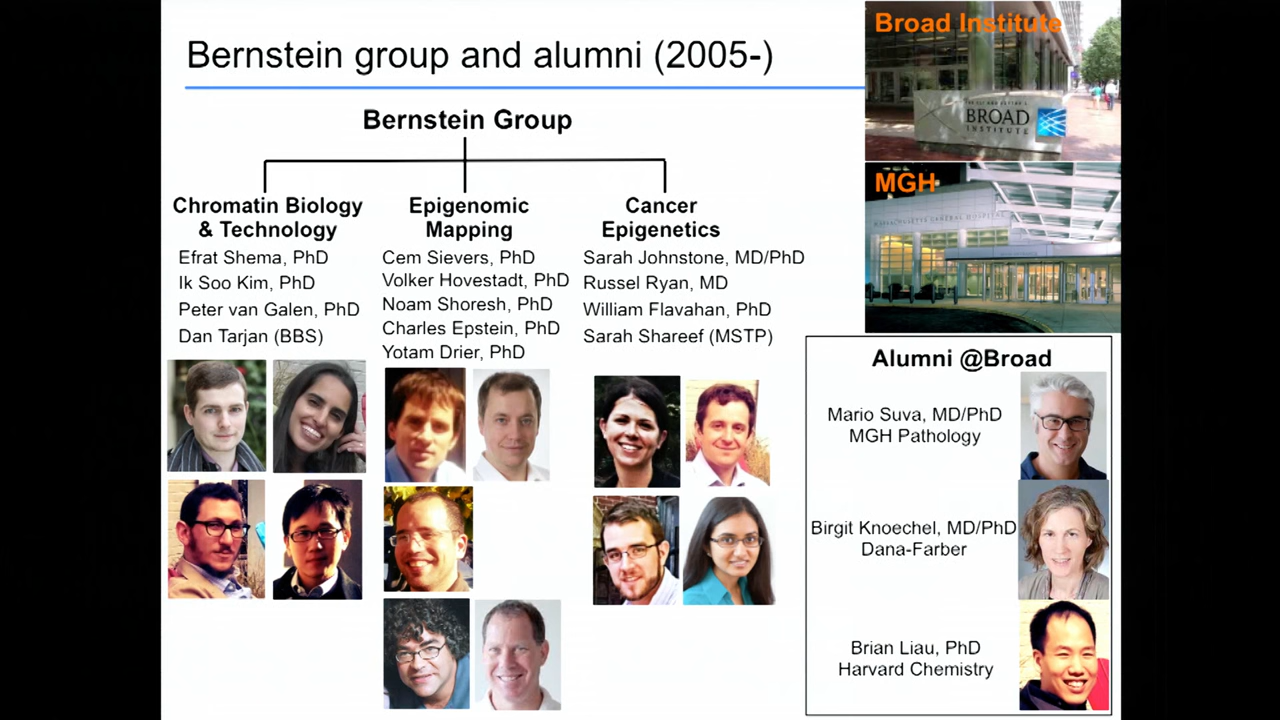 Bernstein group and alumni (2005-)
Bernstein Group
Chromatin Biology
& Technology
Efrat Shema, PhD
Ik Soo Kim, PhD
Peter van Galen, PhD
Dan Tarjan (BBS)
Epigenomic
Mapping
Cem Sievers, PhD
Volker Hovestadt, PhD
Noam Shoresh, PhD
Charles Epstein, PhD
Yotam Drier, PhD
Cancer
Epigenetics
Sarah Johnstone, MD/PhD
Russel Ryan, MD
William Flavahan, PhD
Sarah Shareef (MSTP)
Broad Institute
BROAD
INSTITUTE
MGH
MASSACHUSETTS GENERAL HOSPITAL
Alumni @Broad
Mario Suva, MD/PhD
MGH Pathology
Birgit Knoechel, MD/PhD
Dana-Farber
Brian Liau, PhD
Harvard Chemistry